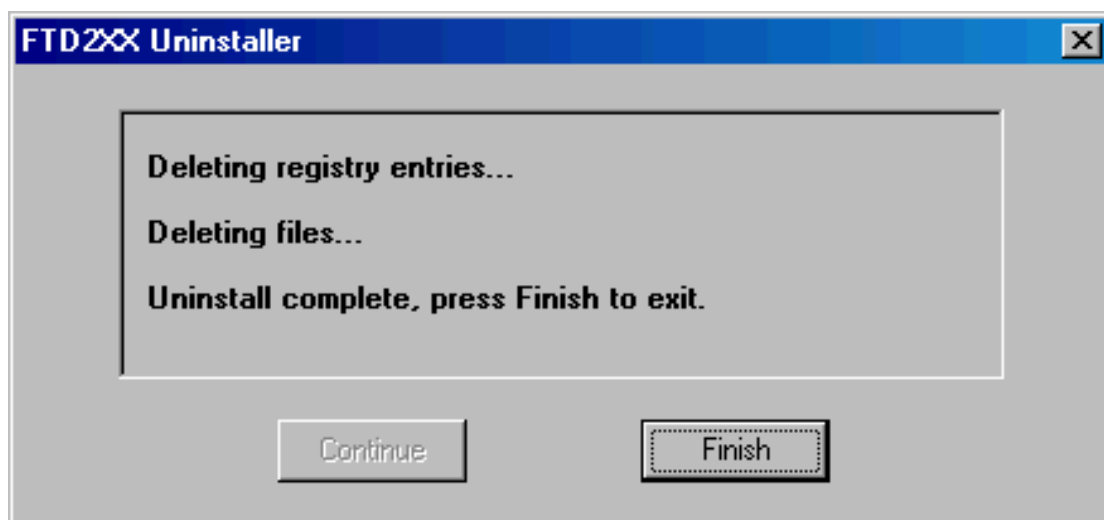 FTD2XX Uninstaller
Deleting registry entries...
Deleting files...
Uninstall complete, press Finish to exit.
Continue
Finish